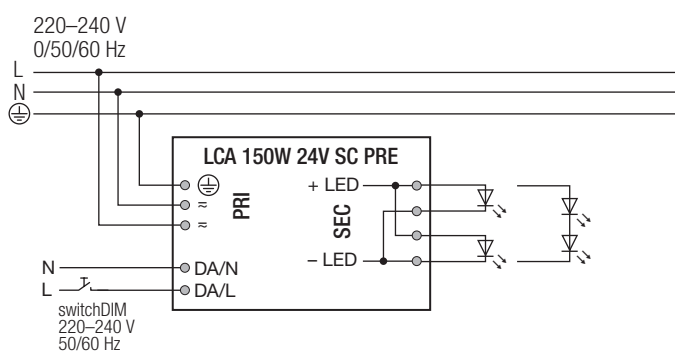 220–240 V
0/50/60 Hz
L
N
LCA 150W 24V SC PRE
+ LED
≂
PRI
SEC
≂
– LED
N
DA/N
L
DA/L
switchDIM
220–240 V
50/60 Hz